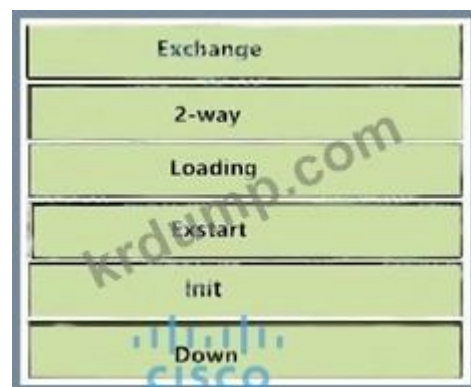 Exchange
2-way
Loading
Exstart
Init
Down
krdump.com
CISCO